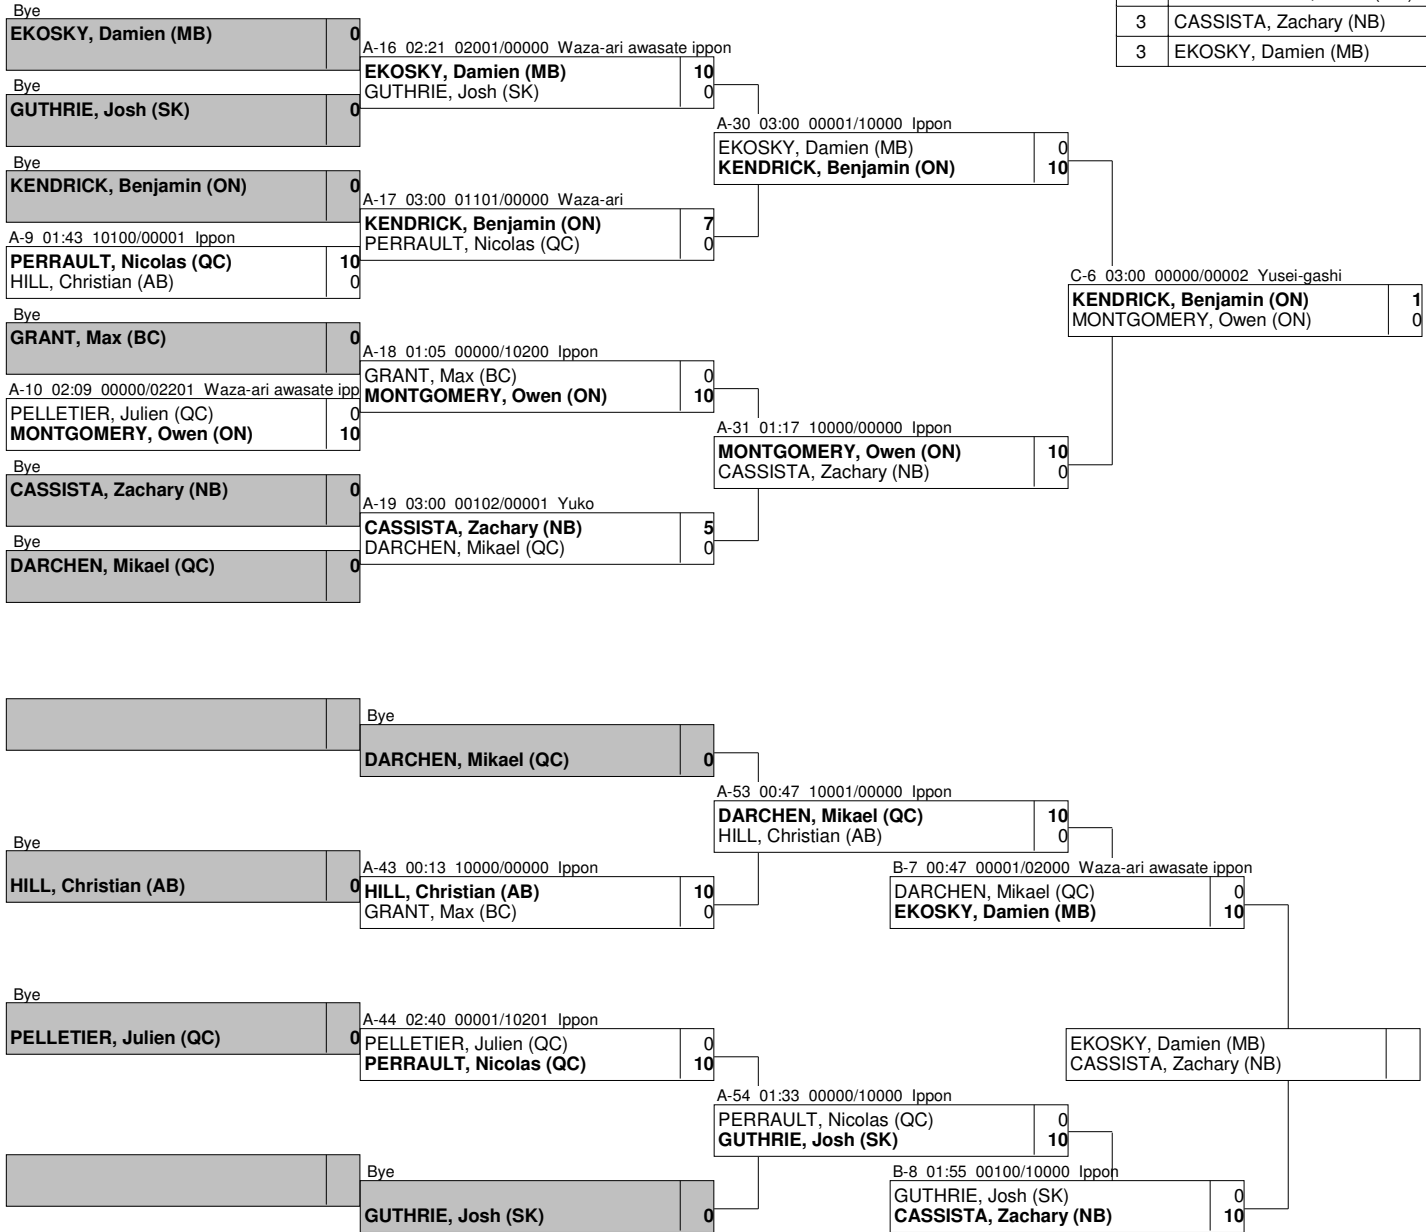 Bye
EKOSKY, Damien (MB) 0
Bye
GUTHRIE, Josh (SK) 0
Bye
KENDRICK, Benjamin (ON) 0
A-9 01:43 10100/00001 Ippon
PERRAULT, Nicolas (QC) 10
HILL, Christian (AB) 0
Bye
GRANT, Max (BC) 0
A-10 02:09 00000/02201 Waza-ari awasate ipp
PELLETIER, Julien (QC) 0
MONTGOMERY, Owen (ON) 10
Bye
CASSISTA, Zachary (NB) 0
Bye
DARCHEN, Mikael (QC) 0
A-16 02:21 02001/00000 Waza-ari awasate ippon
EKOSKY, Damien (MB) 10
GUTHRIE, Josh (SK) 0
A-17 03:00 01101/00000 Waza-ari
KENDRICK, Benjamin (ON) 7
PERRAULT, Nicolas (QC) 0
A-18 01:05 00000/10200 Ippon
GRANT, Max (BC) 0
MONTGOMERY, Owen (ON) 10
A-19 03:00 00102/00001 Yuko
CASSISTA, Zachary (NB) 5
DARCHEN, Mikael (QC) 0
A-30 03:00 00001/10000 Ippon
EKOSKY, Damien (MB) 0
KENDRICK, Benjamin (ON) 10
A-31 01:17 10000/00000 Ippon
MONTGOMERY, Owen (ON) 10
CASSISTA, Zachary (NB) 0
C-6 03:00 00000/00002 Yusei-gashi
KENDRICK, Benjamin (ON) 1
MONTGOMERY, Owen (ON) 0
3 CASSISTA, Zachary (NB)
3 EKOSKY, Damien (MB)
Bye
HILL, Christian (AB) 0
Bye
PELLETIER, Julien (QC) 0
Bye
DARCHEN, Mikael (QC) 0
A-43 00:13 10000/00000 Ippon
HILL, Christian (AB) 10
GRANT, Max (BC) 0
A-44 02:40 00001/10201 Ippon
PELLETIER, Julien (QC) 0
PERRAULT, Nicolas (QC) 10
Bye
GUTHRIE, Josh (SK) 0
A-53 00:47 10001/00000 Ippon
DARCHEN, Mikael (QC) 10
HILL, Christian (AB) 0
A-54 01:33 00000/10000 Ippon
PERRAULT, Nicolas (QC) 0
GUTHRIE, Josh (SK) 10
B-7 00:47 00001/02000 Waza-ari awasate ippon
DARCHEN, Mikael (QC) 0
EKOSKY, Damien (MB) 10
B-8 01:55 00100/10000 Ippon
GUTHRIE, Josh (SK) 0
CASSISTA, Zachary (NB) 10
EKOSKY, Damien (MB)
CASSISTA, Zachary (NB)